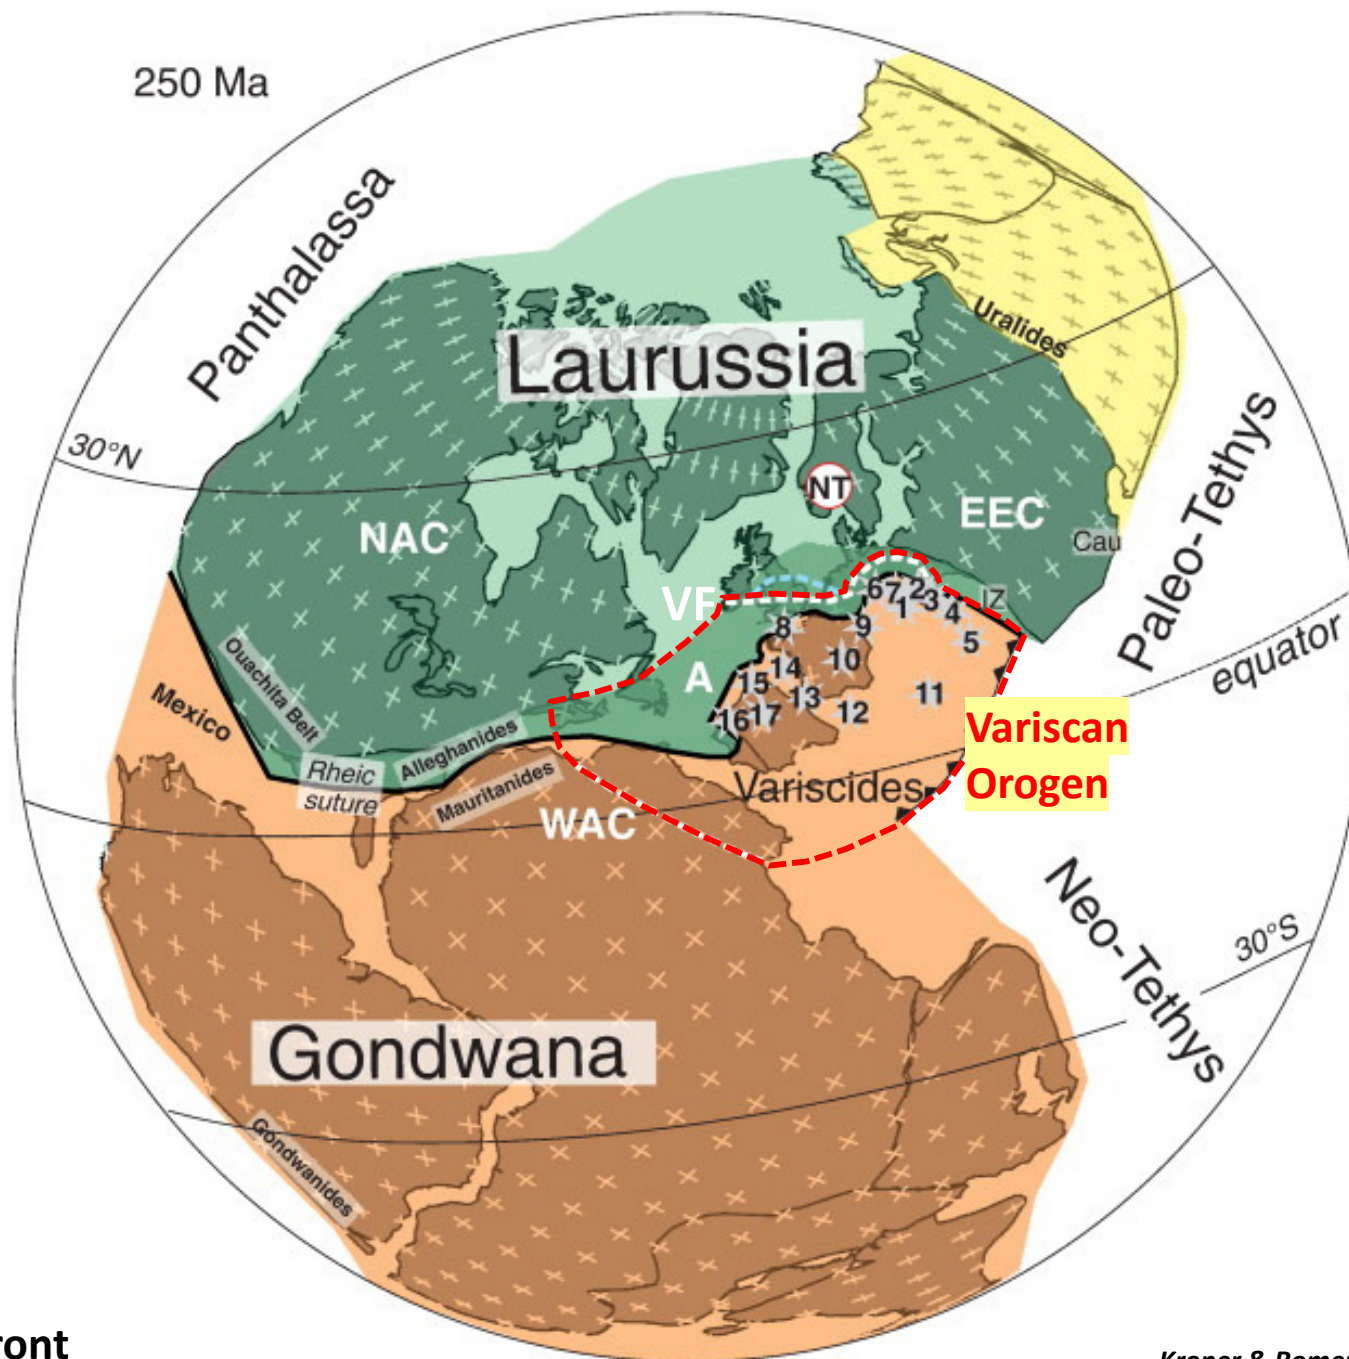 250 Ma
Panthalassa
Laurussia
Uralides
30°N
NT
NAC
EEC
Cau
Paleo-Tethys
VF
IZ
6
7
1
2
3
4
5
8
9
10
11
12
13
14
15
16
17
A
equator
Ouachita Belt
Mexico
Alleghanides
Rheic
suture
Mauritanides
WAC
Variscides
Variscan
Orogen
Neo-Tethys
30°S
Gondwana
Gondwanides
ront